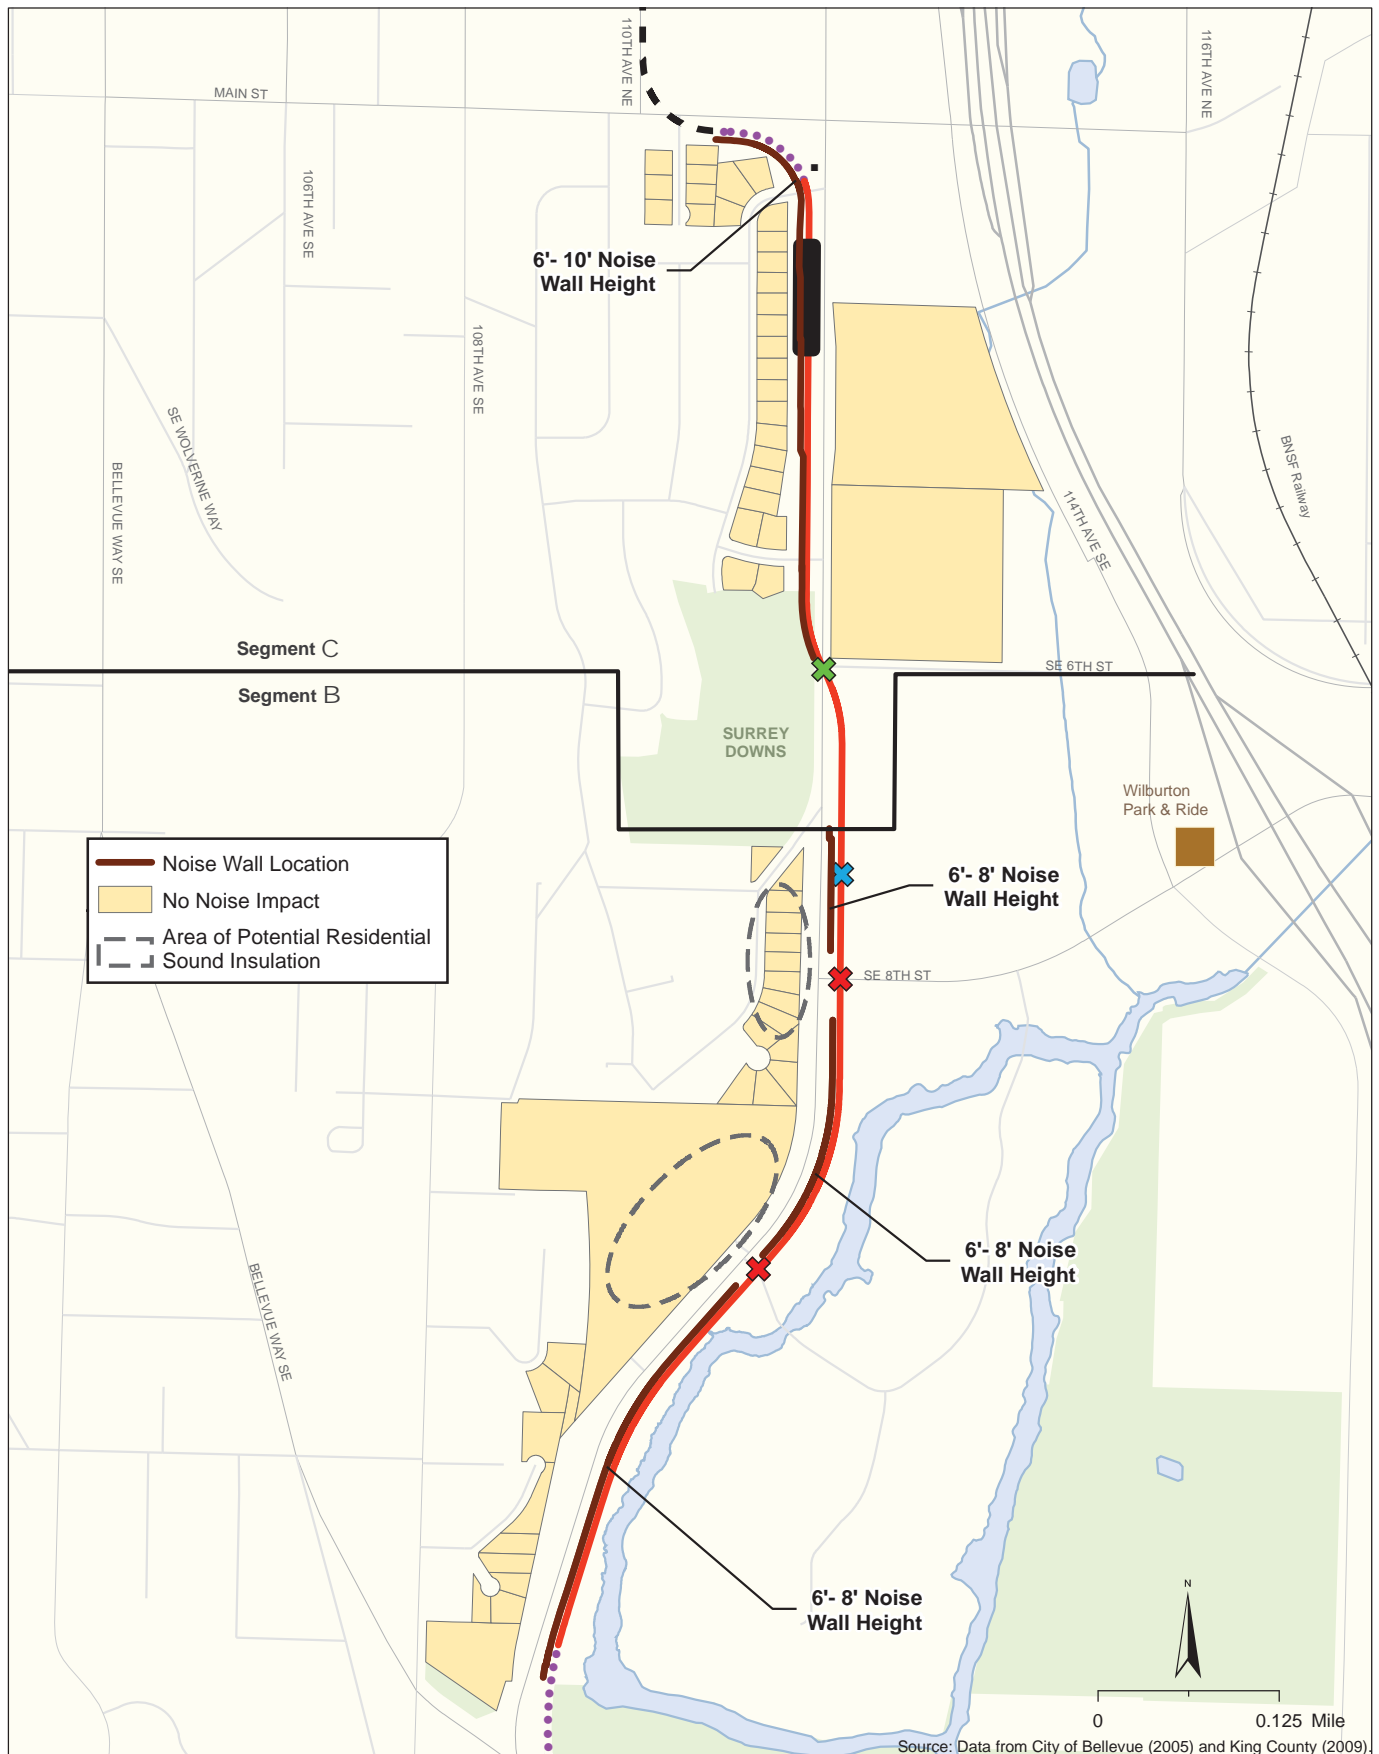 110TH AVE NE
116TH AVE NE
MAIN ST
106TH AVE SE
6'- 10' Noise
Wall Height
108TH AVE SE
SE WOLVERINE WAY
BELLEVUE WAY SE
BNSF Railway
114TH AVE SE
Segment C
Segment B
SE 6TH ST
SURREY
DOWNS
Wilburton
Park & Ride
Noise Wall Location
No Noise Impact
Area of Potential Residential
Sound Insulation
6'- 8' Noise
Wall Height
SE 8TH ST
6'- 8' Noise
Wall Height
BELLEVUE WAY SE
6'- 8' Noise
Wall Height
N
0
0.125 Mile
Source: Data from City of Bellevue (2005) and King County (2009).